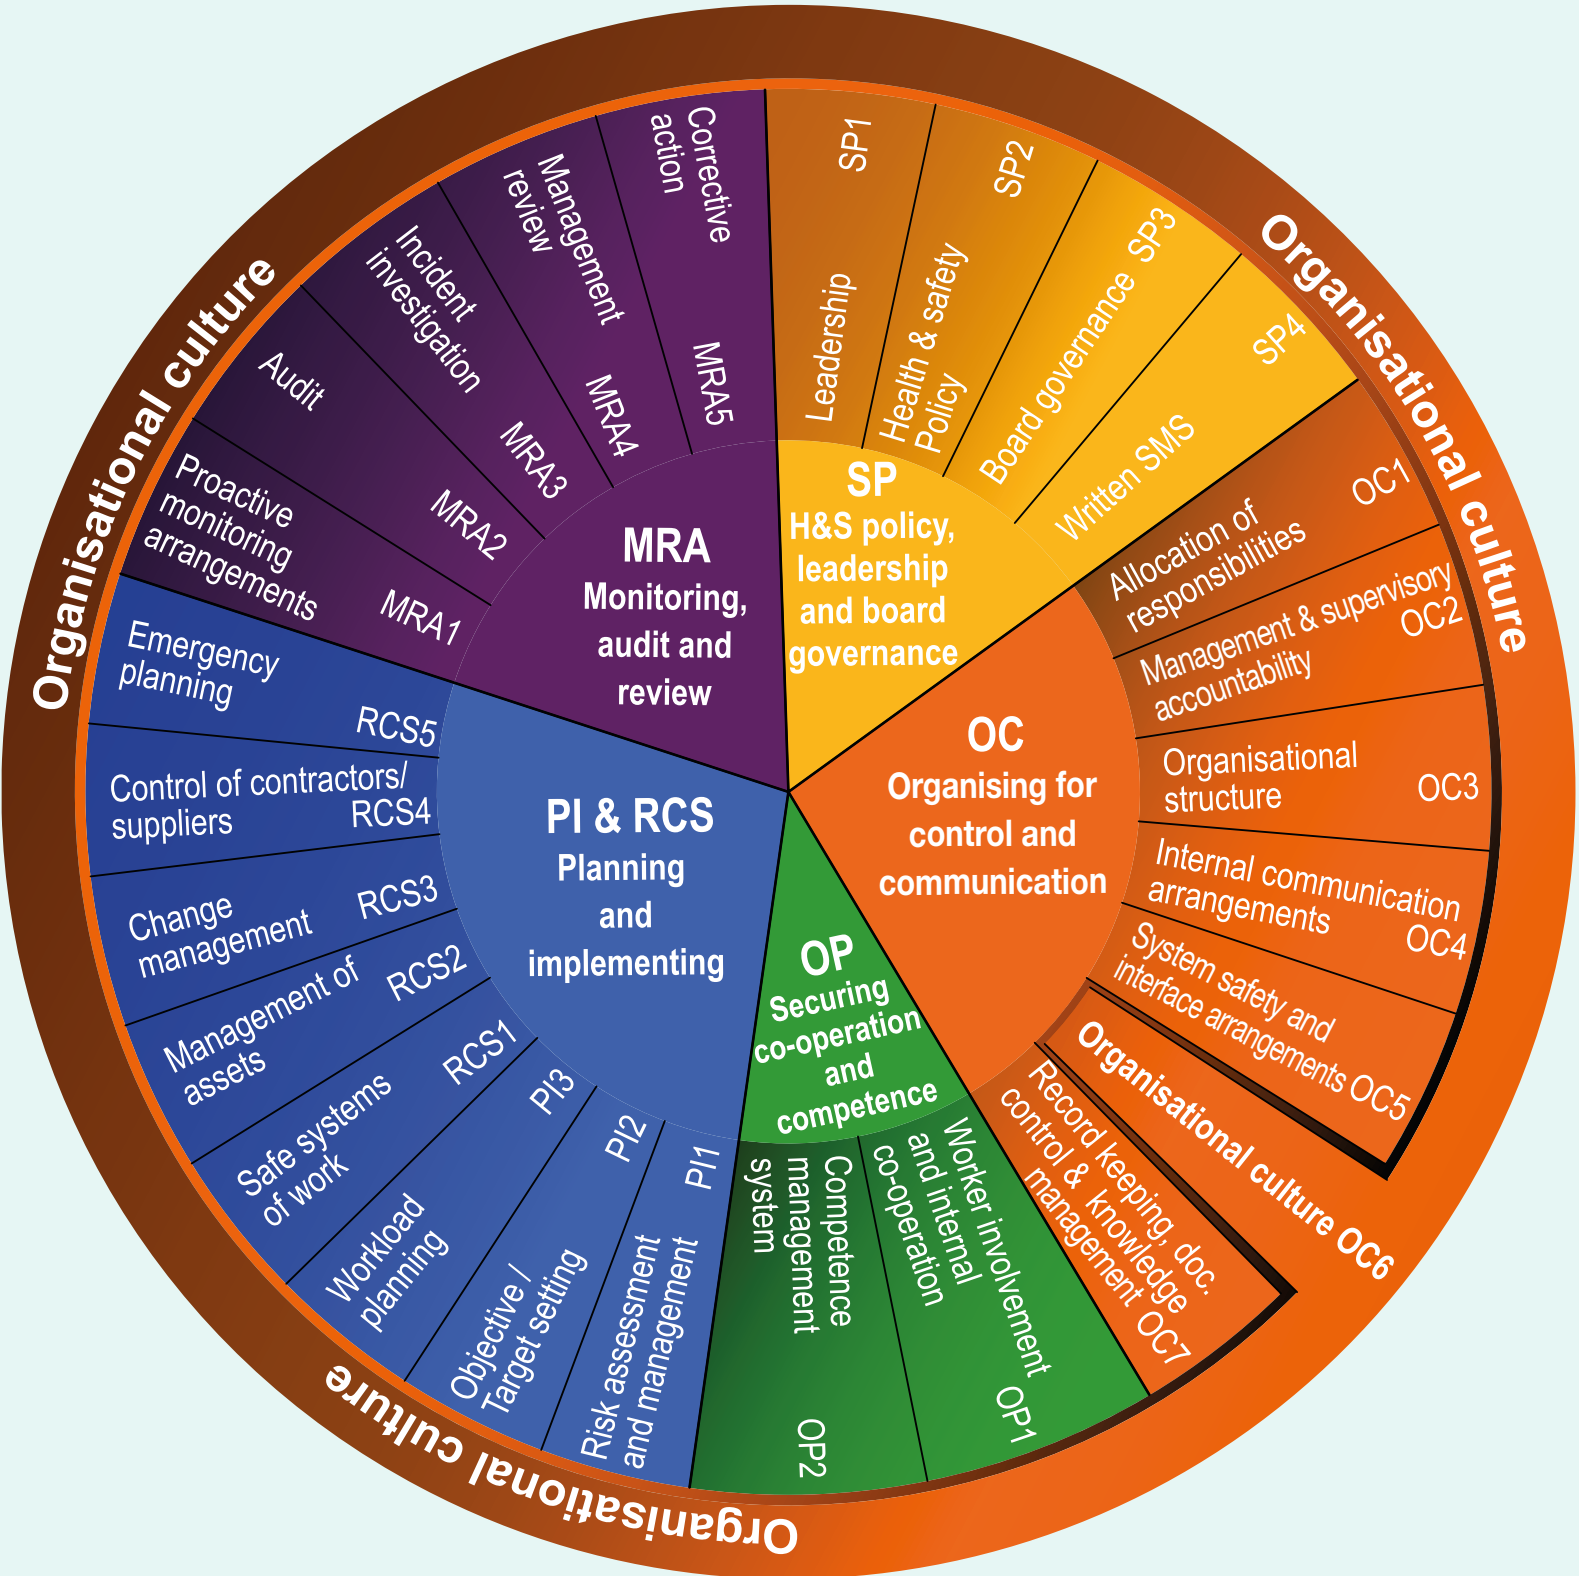 Organisational culture
Organisational culture
Organisational culture
SP
H&S policy,
leadership
and board
governance
SP1
Leadership
SP2
Health & safety
Policy
Board governance SP3
SP4
Written SMS
OC
Organising for
control and
communication
Allocation of
responsibilities
OC1
Management & supervisory
accountability
OC2
Organisational
structure
OC3
Internal communication
arrangements
OC4
System safety and
interface arrangements OC5
Organisational culture OC6
Record keeping, doc.
control & knowledge
management OC7
OP
Securing
co-operation
and
competence
Worker involvement
and internal
co-operation
OP1
Competence
management
system
OP2
PI & RCS
Planning
and
implementing
PI1
Risk assessment
and management
PI2
Objective /
Target setting
PI3
Workload
planning
RCS1
Safe systems
of work
RCS2
Management of
assets
RCS3
Change
management
Control of contractors/
suppliers
RCS4
Emergency
planning
RCS5
MRA
Monitoring,
audit and
review
Proactive
monitoring
arrangements
MRA1
Audit
MRA2
Incident
investigation
MRA3
Management
review
MRA4
Corrective
action
MRA5